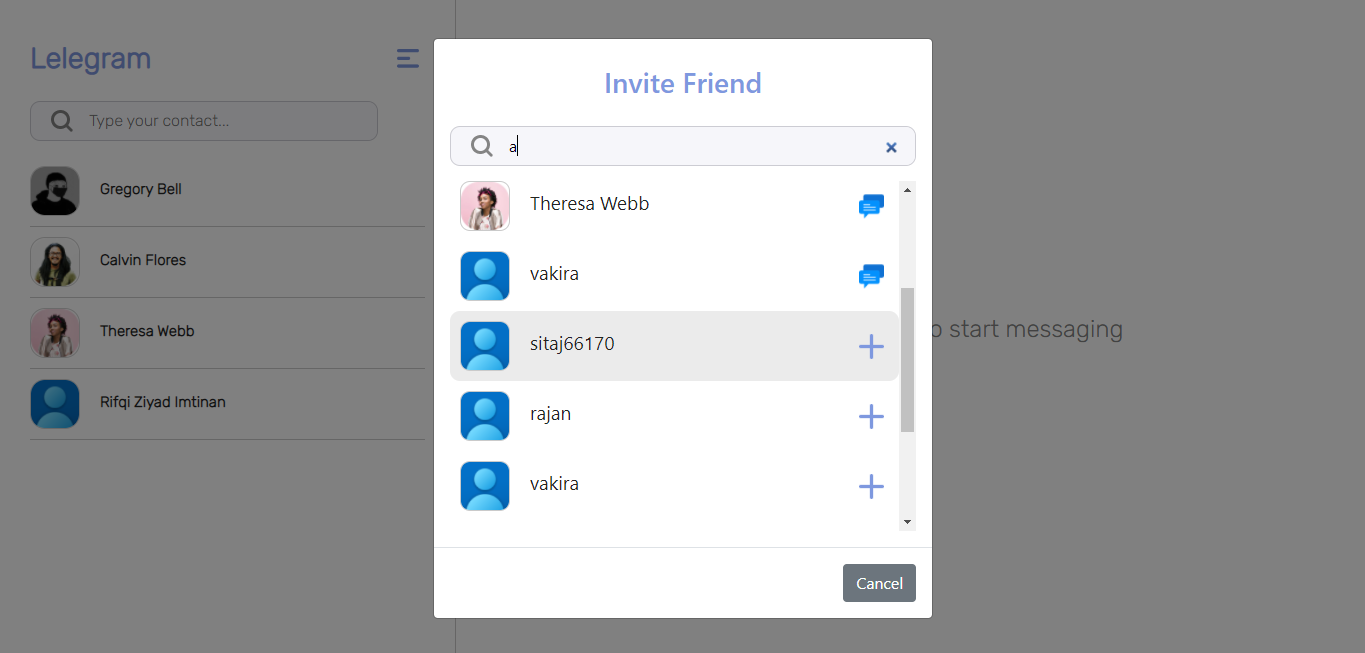 Lelegram
Type your contact...
Gregory Bell
Calvin Flores
Theresa Webb
Rifqi Ziyad Imtinan
Invite Friend
a
Theresa Webb
vakira
sitaj66170
rajan
vakira
Cancel
start messaging